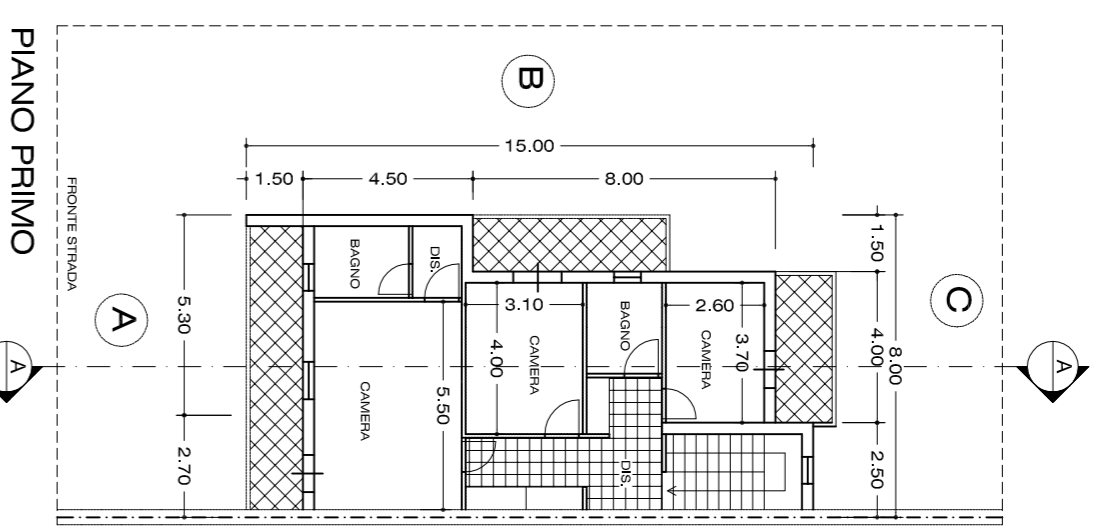 PIANO PRIMO
FRONTE STRADA
B
15.00
1.50
4.50
8.00
A
5.30
2.70
A
BAGNO
DIS.
CAMERA
5.50
3.10
4.00
CAMERA
BAGNO
2.60
3.70
CAMERA
DIS.
1.50
4.00
8.00
2.50
C
A